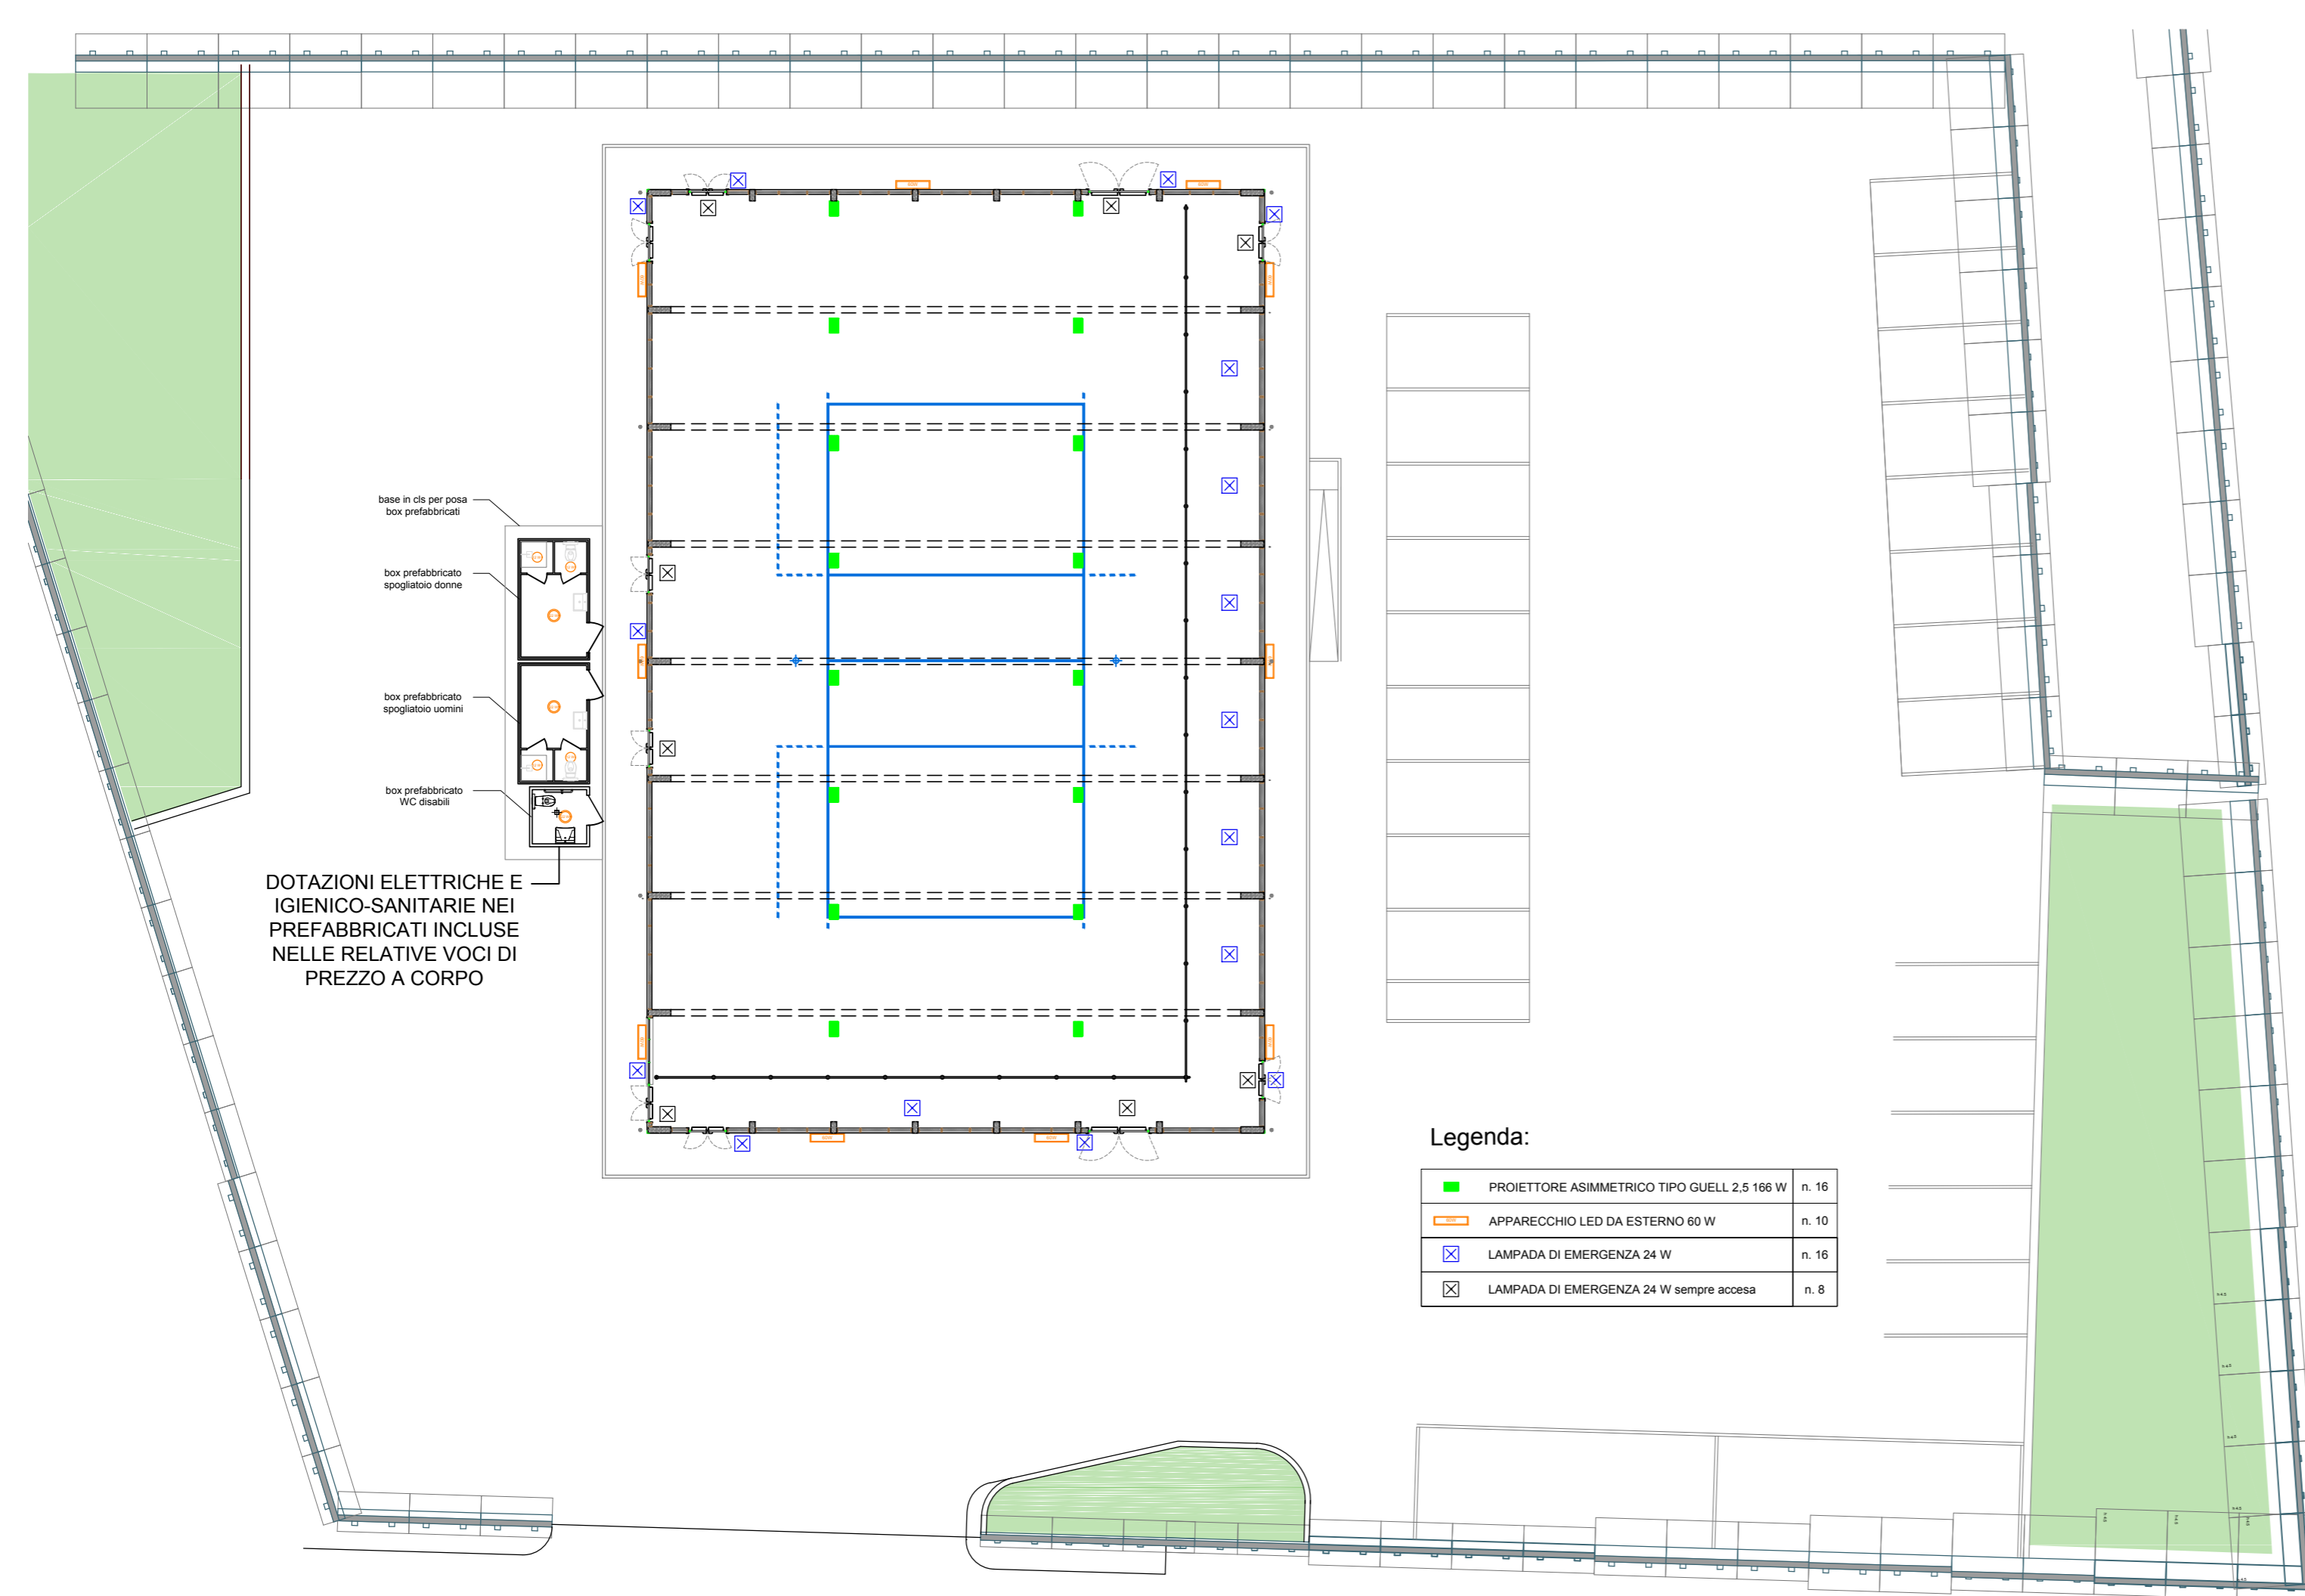 base in cls per posa
box prefabbricati
box prefabbricato
spogliatoio donne
box prefabbricato
spogliatoio uomini
box prefabbricato
WC disabili
DOTAZIONI ELETTRICHE E
IGIENICO-SANITARIE NEI
PREFABBRICATI INCLUSE
NELLE RELATIVE VOCI DI
PREZZO A CORPO
Legenda:
PROIETTORE ASIMMETRICO TIPO GUELL 2,5 166 W n. 16
APPARECCHIO LED DA ESTERNO 60 W n. 10
LAMPADA DI EMERGENZA 24 W n. 16
LAMPADA DI EMERGENZA 24 W sempre accesa n. 8